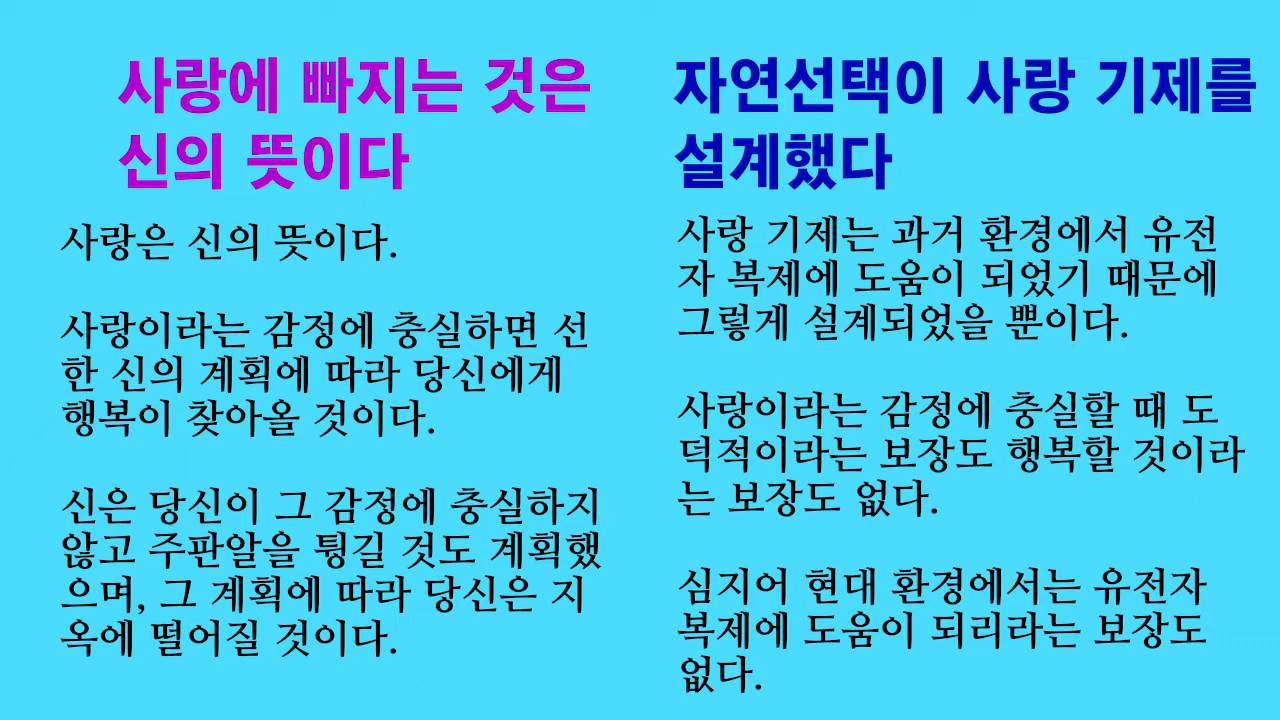 사랑에 빠지는 것은
신의 뜻이다
사랑은 신의 뜻이다.
사랑이라는 감정에 충실하면 선
한 신의 계획에 따라 당신에게
행복이 찾아올 것이다.
신은 당신이 그 감정에 충실하지
않고 주판알을 튕길 것도 계획했
으며, 그 계획에 따라 당신은 지
옥에 떨어질 것이다.
자연선택이 사랑 기제를
설계했다
사랑 기제는 과거 환경에서 유전
자 복제에 도움이 되었기 때문에
그렇게 설계되었을 뿐이다.
사랑이라는 감정에 충실할 때 도
덕적이라는 보장도 행복할 것이라
는 보장도 없다.
심지어 현대 환경에서는 유전자
복제에 도움이 되리라는 보장도
없다.